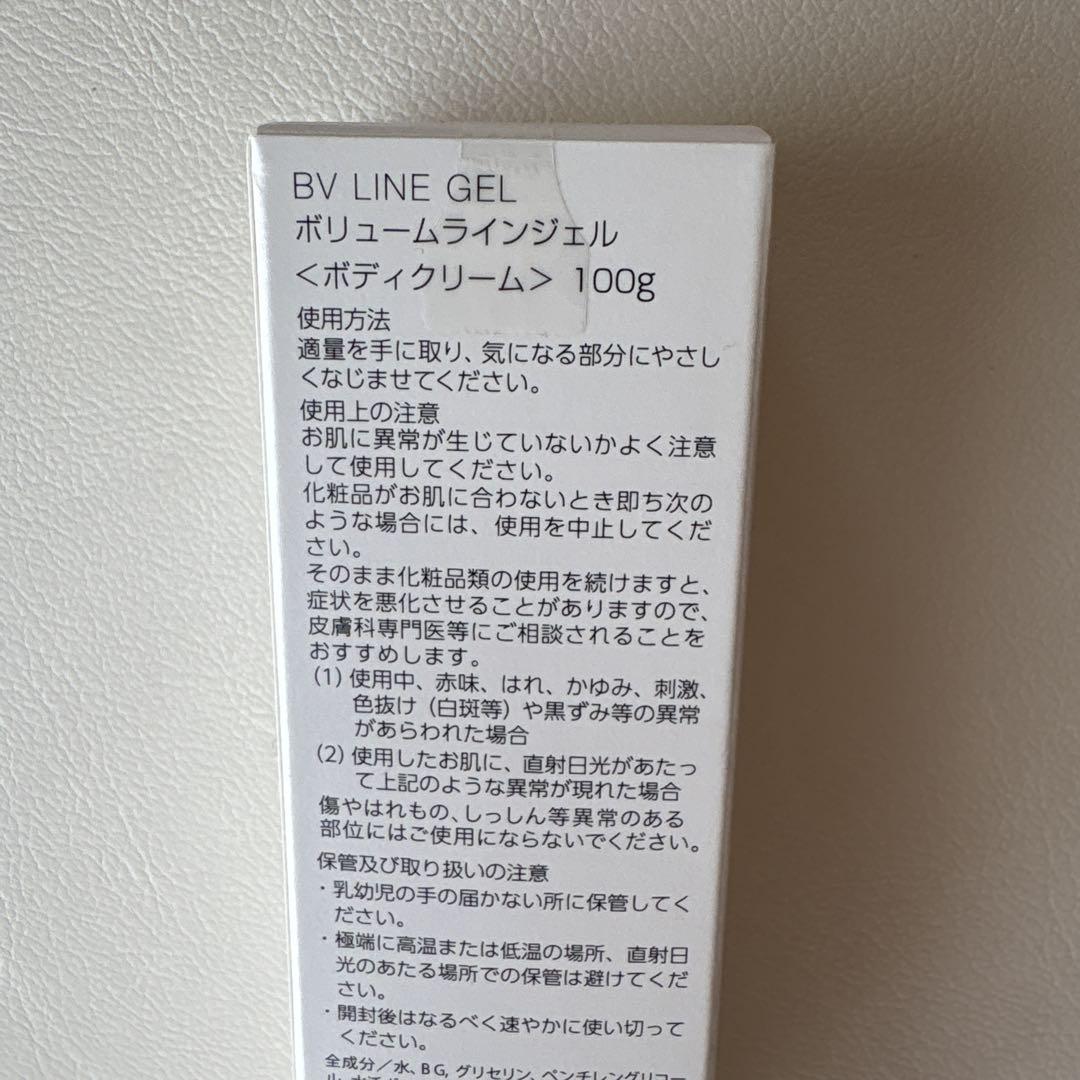 BV LINE GEL
ボリュームラインジェル
＜ボディクリーム＞ 100g
使用方法
適量を手に取り、気になる部分にやさし
くなじませてください。
使用上の注意
お肌に異常が生じていないかよく注意
して使用してください。
化粧品がお肌に合わないとき即ち次の
ような場合には、使用を中止してくだ
さい。
そのまま化粧品類の使用を続けますと、
症状を悪化させることがありますので、
皮膚科専門医等にご相談されることを
おすすめします。
(1) 使用中、赤味、はれ、かゆみ、刺激、
色抜け（白斑等）や黒ずみ等の異常
があらわれた場合
(2) 使用したお肌に、直射日光があたっ
て上記のような異常が現れた場合
傷やはれもの、しっしん等異常のある
部位にはご使用にならないでください。
保管及び取り扱いの注意
・乳幼児の手の届かない所に保管してく
ださい。
・極端に高温または低温の場所、直射日
光のあたる場所での保管は避けてくだ
さい。
・開封後はなるべく速やかに使い切って
ください。
全成分／水、BG, グリセリン、ペンチレングリコー